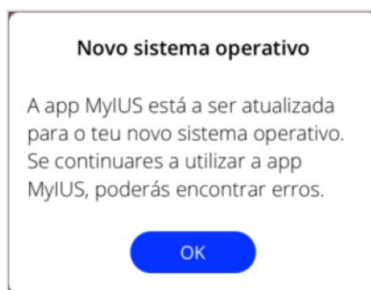 Novo sistema operativo
A app MyIUS está a ser atualizada
para o teu novo sistema operativo.
Se continuares a utilizar a app
MyIUS, poderás encontrar erros.
OK